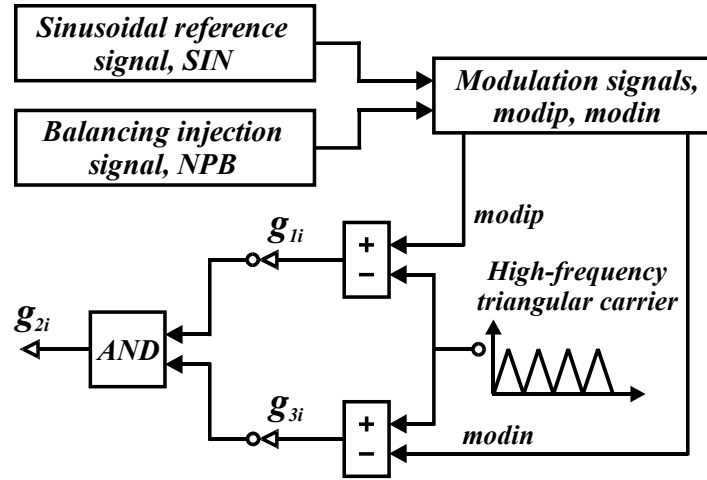 Sinusoidal reference
signal, SIN
Modulation signals,
modip, modin
Balancing injection
signal, NPB
modip
g1i
+
−
High-frequency
triangular carrier
g2i
AND
g3i
+
−
modin